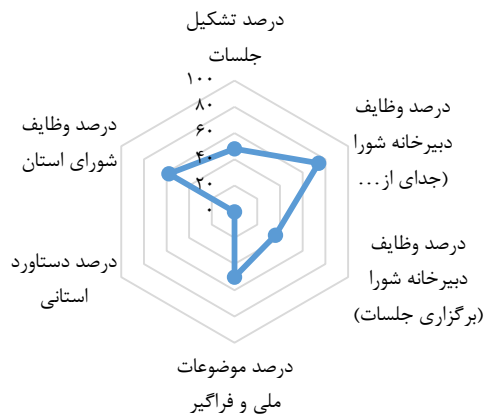 درصد تشکیل
جلسات
۱۰۰
۸۰
۶۰
۴۰
۲۰
۰
درصد وظایف
دبیرخانه شورا
(جدای از...
درصد وظایف
دبیرخانه شورا
(برگزاری جلسات)
درصد موضوعات
ملی و فراگیر
درصد دستاورد
استانی
درصد وظایف
شورای استان